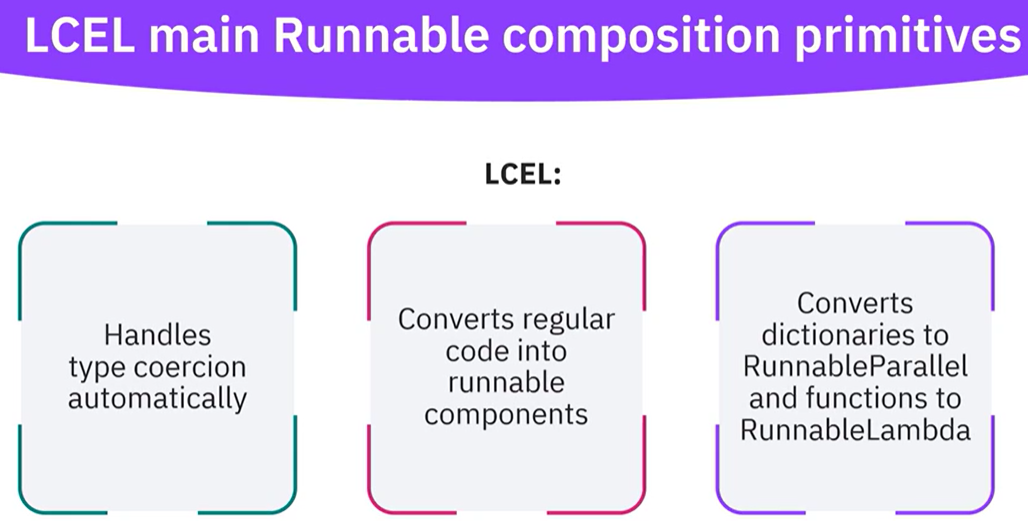 LCEL main Runnable composition primitives
LCEL:
Handles
type coercion
automatically
Converts regular
code into
runnable
components
Converts
dictionaries to
RunnableParallel
and functions to
RunnableLambda